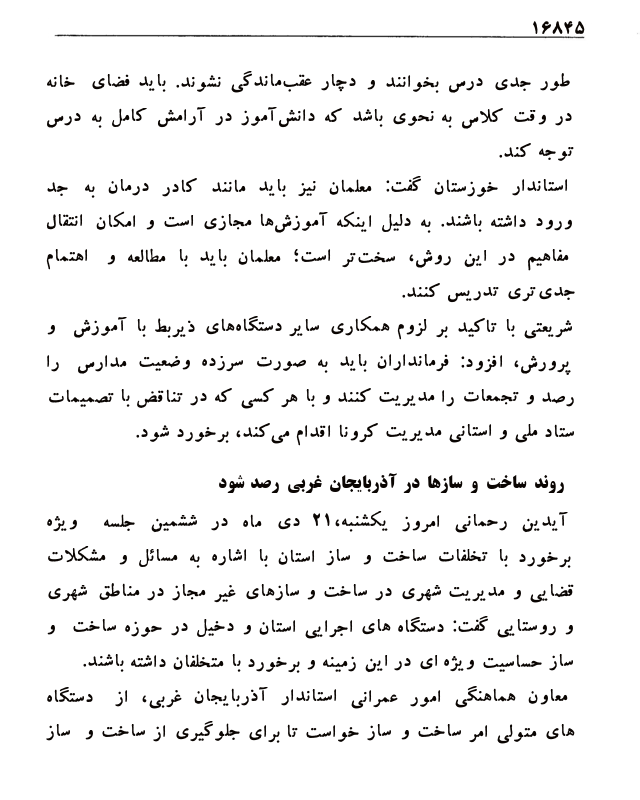 ۱۶۸۴۵
طور جدی درس بخوانند و دچار عقب‌ماندگی نشوند. باید فضای خانه
در وقت کلاس به نحوی باشد که دانش‌آموز در آرامش کامل به درس
توجه کند.
استاندار خوزستان گفت: معلمان نیز باید مانند کادر درمان به جد
ورود داشته باشند. به دلیل اینکه آموزش‌ها مجازی است و امکان انتقال
مفاهیم در این روش، سخت‌تر است؛ معلمان باید با مطالعه و اهتمام
جدی‌تری تدریس کنند.
شریعتی با تاکید بر لزوم همکاری سایر دستگاه‌های ذیربط با آموزش و
پرورش، افزود: فرمانداران باید به صورت سرزده وضعیت مدارس را
رصد و تجمعات را مدیریت کنند و با هر کسی که در تناقض با تصمیمات
ستاد ملی و استانی مدیریت کرونا اقدام می‌کند، برخورد شود.
روند ساخت و سازها در آذربایجان غربی رصد شود
آیدین رحمانی امروز یکشنبه،۲۱ دی ماه در ششمین جلسه ویژه
برخورد با تخلفات ساخت و ساز استان با اشاره به مسائل و مشکلات
قضایی و مدیریت شهری در ساخت و سازهای غیر مجاز در مناطق شهری
و روستایی گفت: دستگاه های اجرایی استان و دخیل در حوزه ساخت و
ساز حساسیت ویژه ای در این زمینه و برخورد با متخلفان داشته باشند.
معاون هماهنگی امور عمرانی استاندار آذربایجان غربی، از دستگاه
های متولی امر ساخت و ساز خواست تا برای جلوگیری از ساخت و ساز